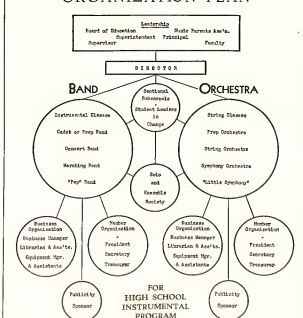 ORGANIZATION PLAN
Leadership
Board of Education Music Parents Ass'n.
Superintendent Principal
Supervisor Faculty
DIRECTOR
BAND
ORCHESTRA
Sectional
Rehearsals
Student Leaders
in
Charge
Instrumental Classes
Cadet or Prep Band
Concert Band
Marching Band
"Pep" Band
String Classes
Prep Orchestra
String Orchestra
Symphony Orchestra
"Little Symphony"
Solo
and
Ensemble
Society
Business
Organization
Business Manager
Librarian & Ass'ts.
Equipment Mgr.
& Assistants
Member
Organization
President
Secretary
Treasurer
Business
Organization
Business Manager
Librarian & Ass'ts.
Equipment Mgr.
& Assistants
Member
Organization
President
Secretary
Treasurer
Publicity
Sponsor
FOR
HIGH SCHOOL
INSTRUMENTAL
PROGRAM
Publicity
Sponsor